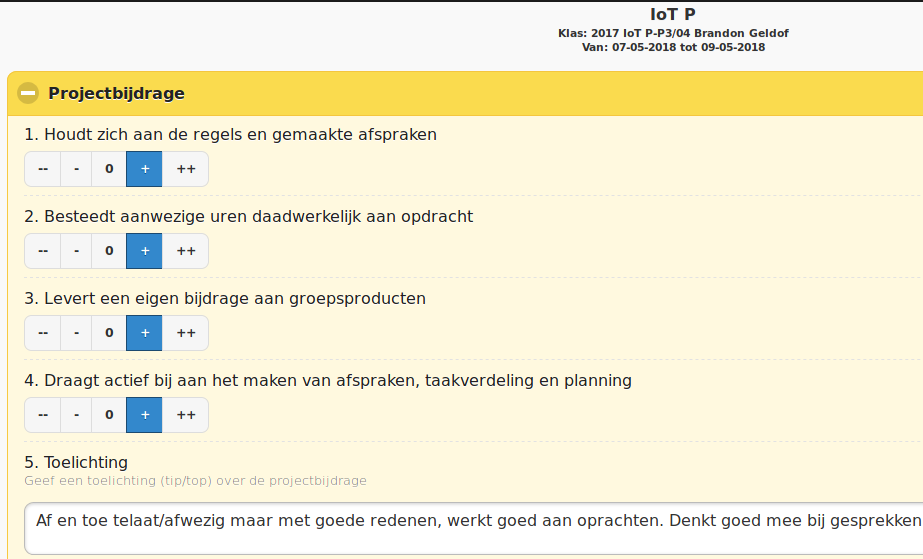 IoT P
Klas: 2017 IoT P-P3/04 Brandon Geldof
Van: 07-05-2018 tot 09-05-2018
Projectbijdrage
1. Houdt zich aan de regels en gemaakte afspraken
-- - 0 + ++
2. Besteedt aanwezige uren daadwerkelijk aan opdracht
-- - 0 + ++
3. Levert een eigen bijdrage aan groepsproducten
-- - 0 + ++
4. Draagt actief bij aan het maken van afspraken, taakverdeling en planning
-- - 0 + ++
5. Toelichting
Geef een toelichting (tip/top) over de projectbijdrage
Af en toe telaat/afwezig maar met goede redenen, werkt goed aan oprachten. Denkt goed mee bij gesprekken